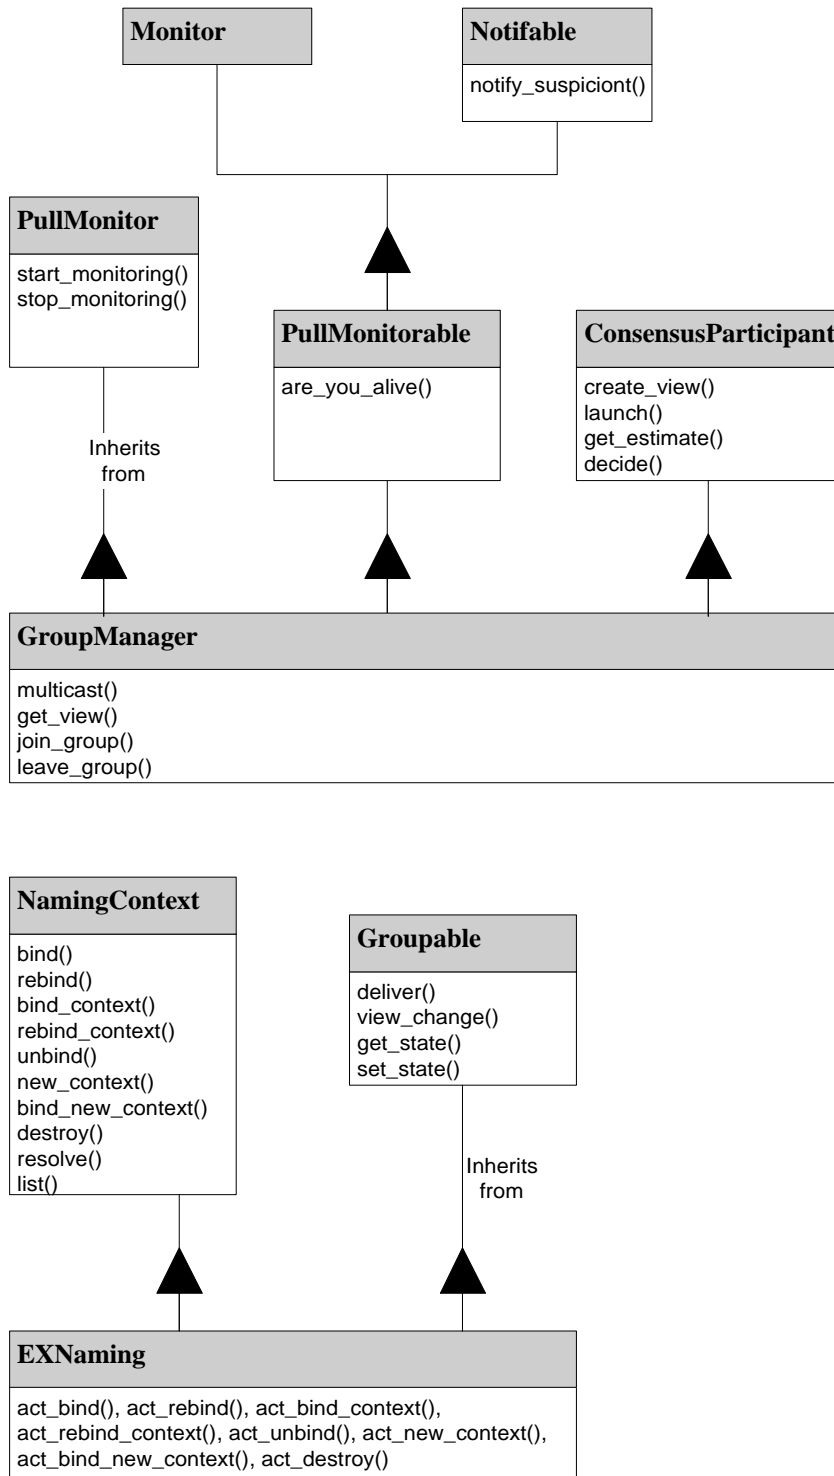 Monitor
Notifable
notify_suspiciont()
PullMonitor
start_monitoring()
stop_monitoring()
PullMonitorable
are_you_alive()
ConsensusParticipant
create_view()
launch()
get_estimate()
decide()
Inherits
from
GroupManager
multicast()
get_view()
join_group()
leave_group()
NamingContext
bind()
rebind()
bind_context()
rebind_context()
unbind()
new_context()
bind_new_context()
destroy()
resolve()
list()
Groupable
deliver()
view_change()
get_state()
set_state()
Inherits
from
EXNaming
act_bind(), act_rebind(), act_bind_context(),
act_rebind_context(), act_unbind(), act_new_context(),
act_bind_new_context(), act_destroy()